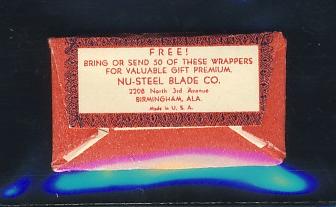 FREE!
BRING OR SEND 50 OF THESE WRAPPERS
FOR VALUABLE GIFT PREMIUM.
NU-STEEL BLADE CO.
2208 North 3rd Avenue
BIRMINGHAM, ALA.
Made in U. S. A.